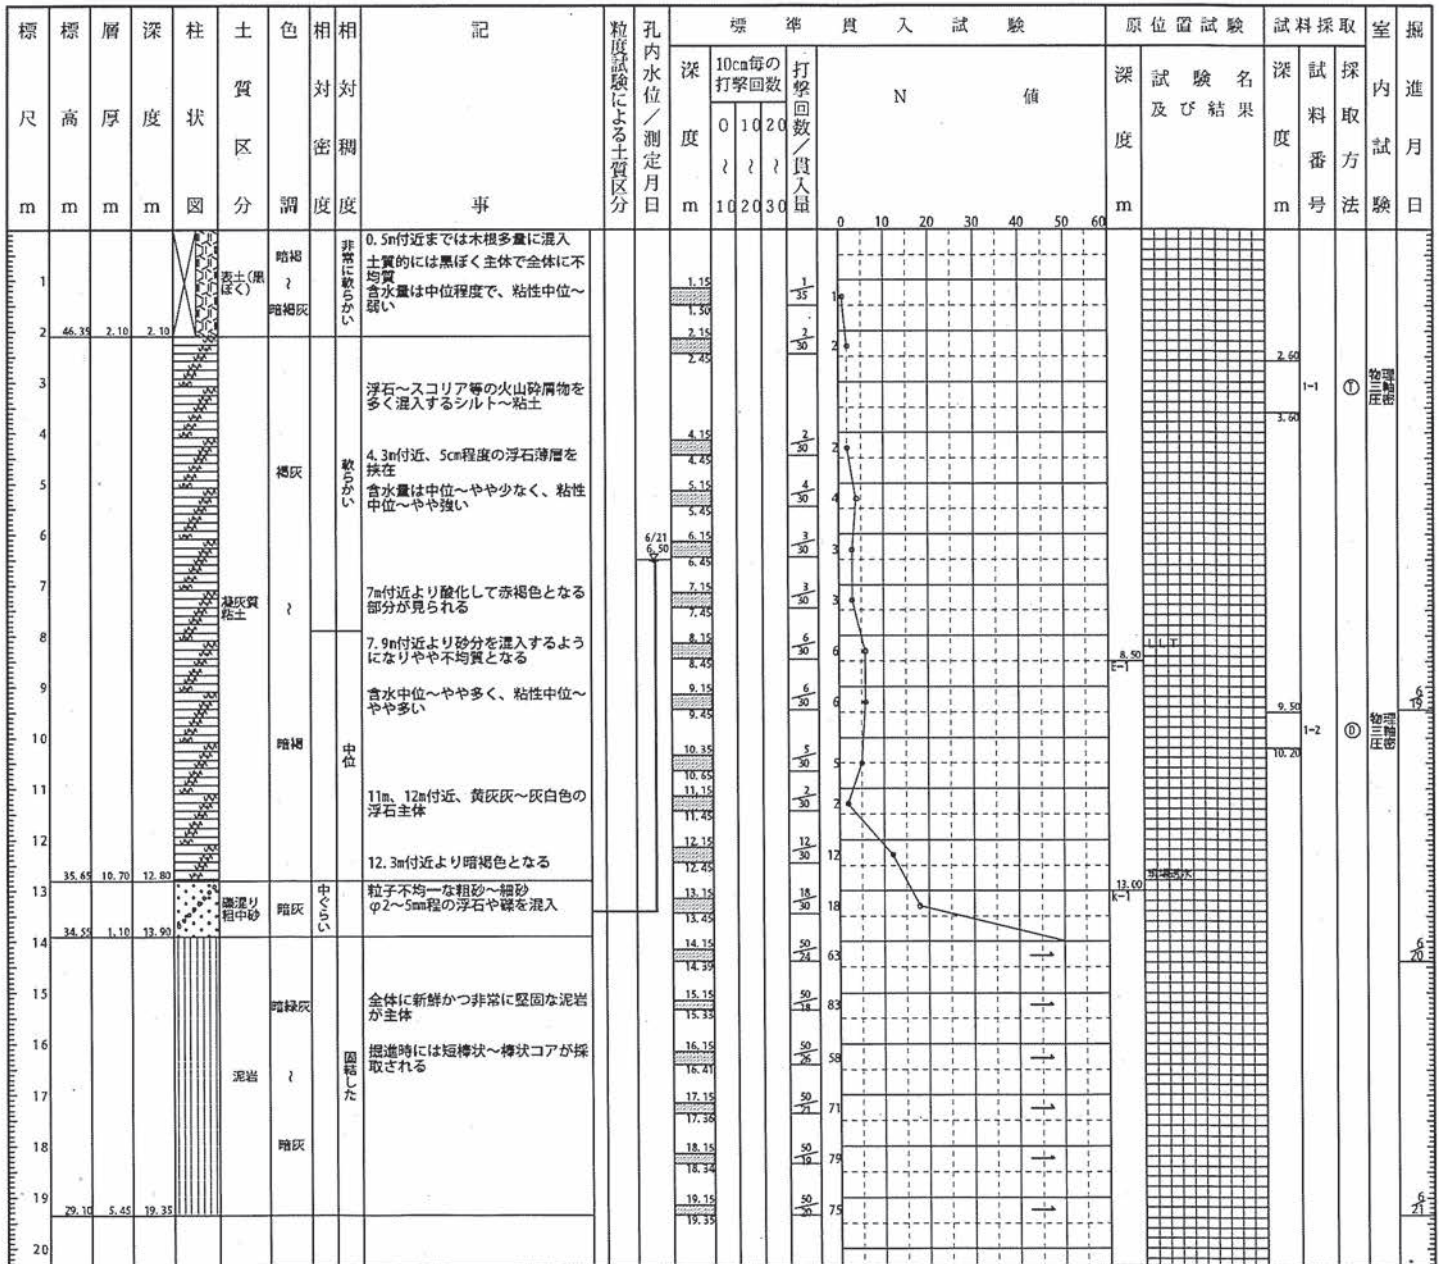 標尺 m
標高 m
層厚 m
深度 m
柱状図
土質区分
色調
相対密度
相対稠度
記事
粒度試験による土質区分
孔内水位／測定月日
標準貫入試験
深度 m
10cm毎の
打撃回数
0 10 20
～ ～ ～
10 20 30
打撃回数／貫入量
N 値
0 10 20 30 40 50 60
原位置試験
深度 m
試験名
及び結果
試料採取
深度 m
試料番号
採取方法
室内試験
掘進月日
1
2
3
4
5
6
7
8
9
10
11
12
13
14
15
16
17
18
19
20
46.35 2.10 2.10
35.65 10.70 12.80
34.55 1.10 13.90
29.10 5.45 19.35
表土(黒
ぼく)
凝灰質
粘土
礫混り
粗中砂
泥岩
暗褐
～
暗褐灰
褐灰
～
暗褐
暗灰
暗緑灰
～
暗灰
中ぐらい
非常に軟らかい
軟らかい
中位
固結した
0.5m付近までは木根多量に混入
土質的には黒ぼく主体で全体に不
均質
含水量は中位程度で、粘性中位～
弱い
浮石～スコリア等の火山砕屑物を
多く混入するシルト～粘土
4.3m付近、5cm程度の浮石薄層を
挟在
含水量は中位～やや少なく、粘性
中位～やや強い
7m付近より酸化して赤褐色となる
部分が見られる
7.9m付近より砂分を混入するよう
になりやや不均質となる
含水中位～やや多く、粘性中位～
やや多い
11m、12m付近、黄灰灰～灰白色の
浮石主体
12.3m付近より暗褐色となる
粒子不均一な粗砂～細砂
φ2～5mm程の浮石や礫を混入
全体に新鮮かつ非常に堅固な泥岩
が主体
掘進時には短棒状～棒状コアが採
取される
6/21
6.50
1.15 1/35 1
1.50
2.15 2/30 2
2.45
4.15 2/30 2
4.45
5.15 4/30 4
5.45
6.15 3/30 3
6.45
7.15 3/30 3
7.45
8.15 6/30 6
8.45
9.15 6/30 6
9.45
10.35 5/30 5
10.65
11.15 2/30 2
11.45
12.15 12/30 12
12.45
13.15 18/30 18
13.45
14.15 50/24 63
14.39
15.15 50/18 83
15.33
16.15 50/26 58
16.41
17.15 50/21 71
17.36
18.15 50/19 79
18.34
19.15 50/20 75
19.35
8.50
E-1
LLT
13.00
K-1
現場透水
2.60
3.60
1-1
Ⓣ
物理
三軸
圧密
9.50
10.20
1-2
Ⓓ
物理
三軸
圧密
6/19
6/20
6/21